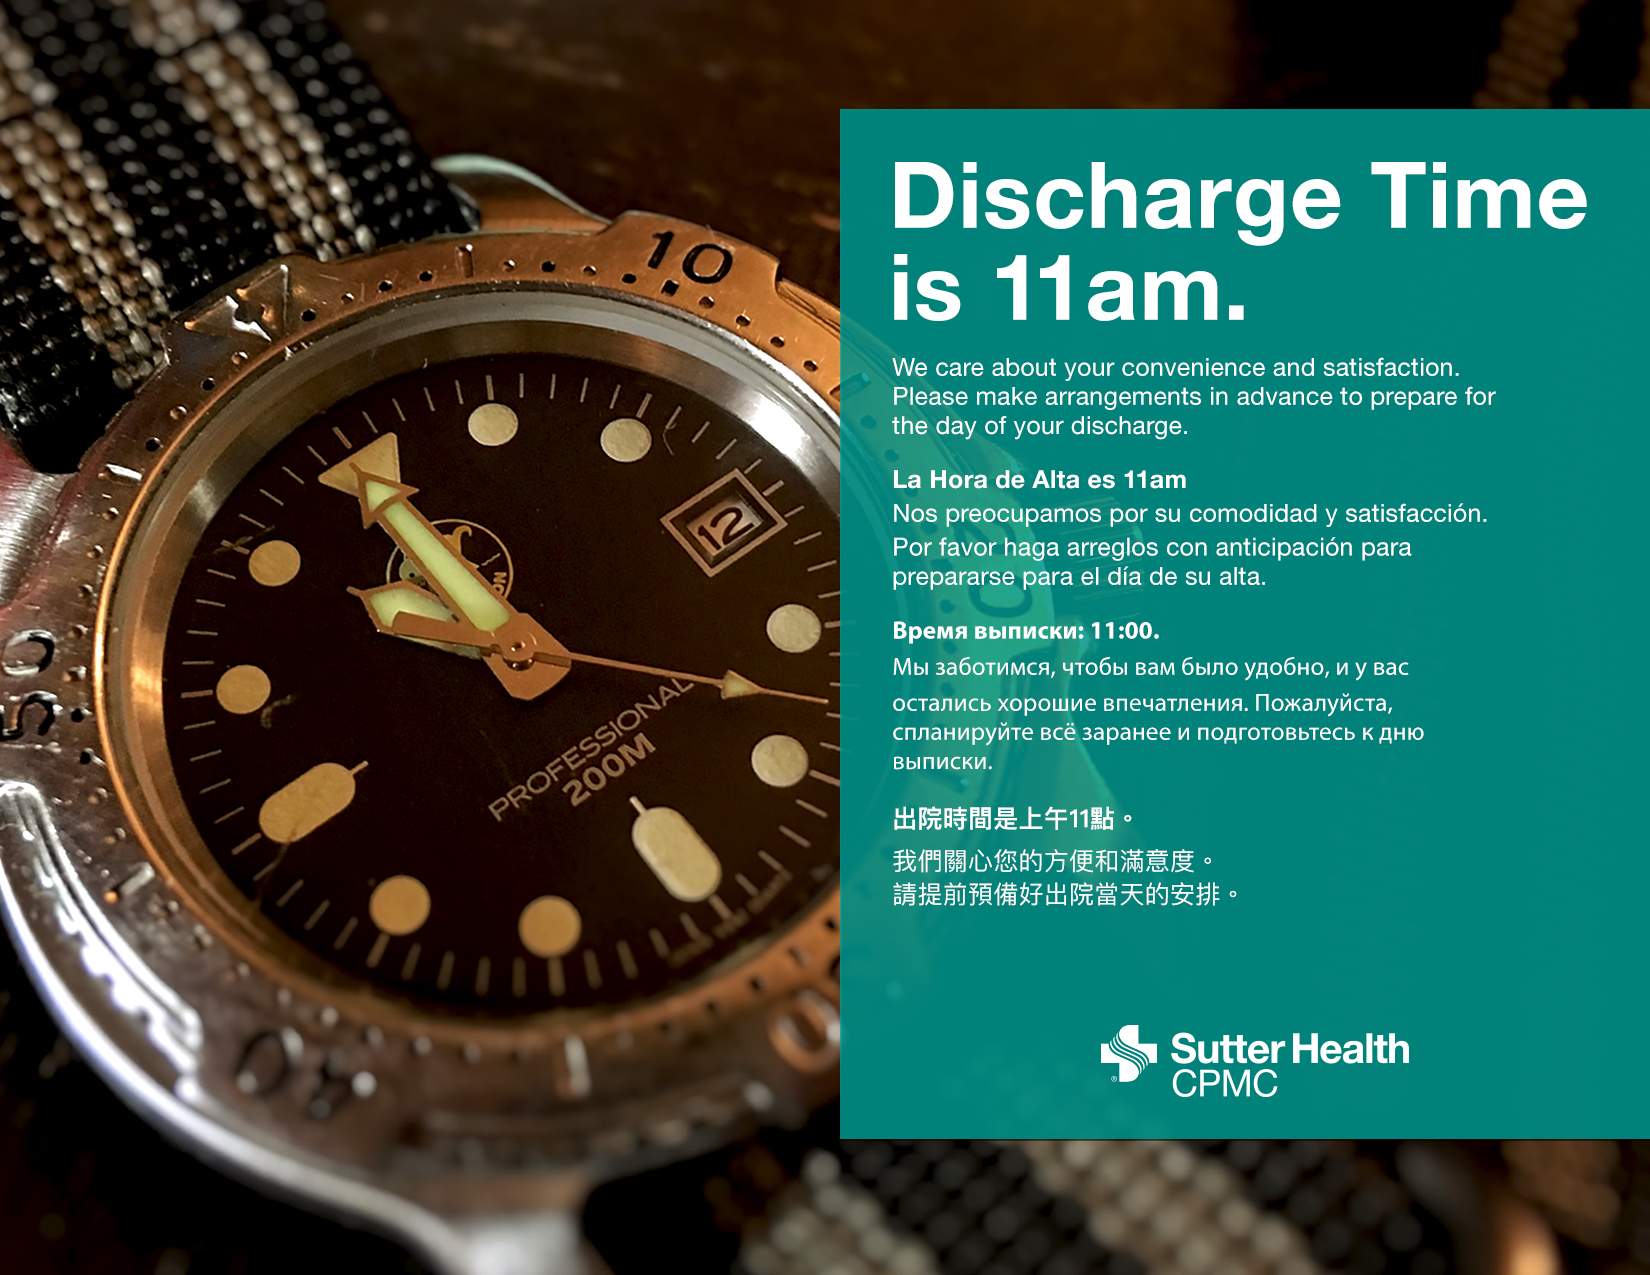 10
12
50
PROFESSIONAL
200M
Discharge Time
is 11am.
We care about your convenience and satisfaction.
Please make arrangements in advance to prepare for
the day of your discharge.
La Hora de Alta es 11am
Nos preocupamos por su comodidad y satisfacción.
Por favor haga arreglos con anticipación para
prepararse para el día de su alta.
Время выписки: 11:00.
Мы заботимся, чтобы вам было удобно, и у вас
остались хорошие впечатления. Пожалуйста,
спланируйте всё заранее и подготовьтесь к дню
выписки.
出院時間是上午11點。
我們關心您的方便和滿意度。
請提前預備好出院當天的安排。
Sutter Health
CPMC